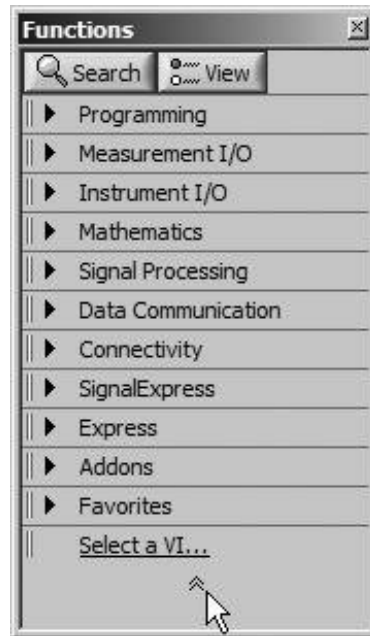 Functions
Search View
Programming
Measurement I/O
Instrument I/O
Mathematics
Signal Processing
Data Communication
Connectivity
SignalExpress
Express
Addons
Favorites
Select a VI...